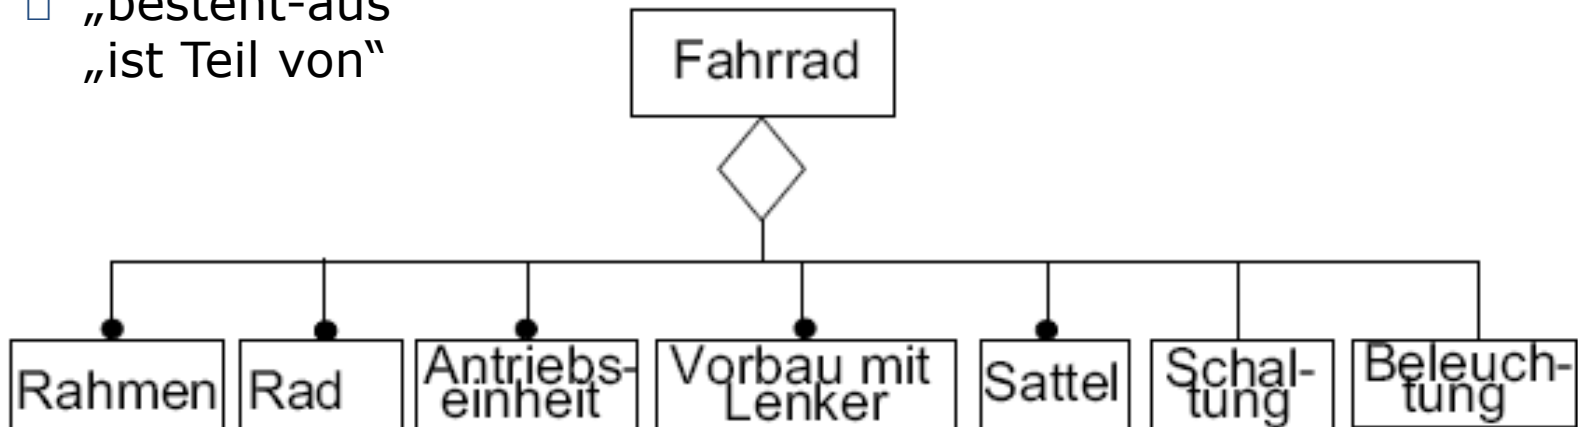 „besteht-aus
„ist Teil von“
Fahrrad
Rahmen
Rad
Antriebs-
einheit
Vorbau mit
Lenker
Sattel
Schal-
tung
Beleuch-
tung